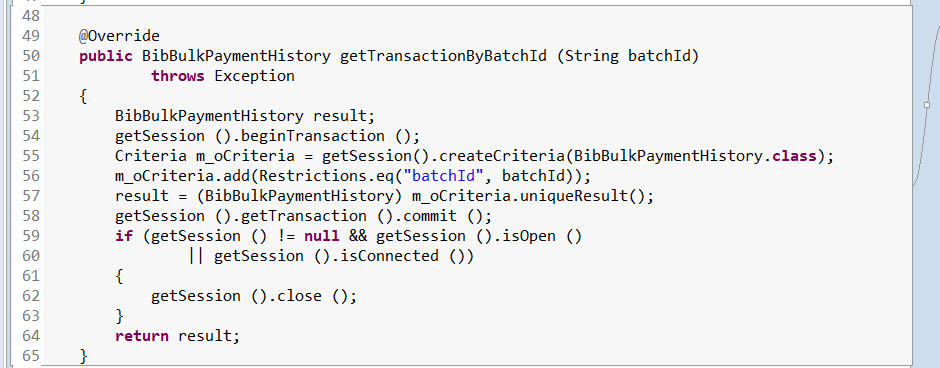 48
49 @Override
50 public BibBulkPaymentHistory getTransactionByBatchId (String batchId)
51 throws Exception
52 {
53 BibBulkPaymentHistory result;
54 getSession ().beginTransaction ();
55 Criteria m_oCriteria = getSession().createCriteria(BibBulkPaymentHistory.class);
56 m_oCriteria.add(Restrictions.eq("batchId", batchId));
57 result = (BibBulkPaymentHistory) m_oCriteria.uniqueResult();
58 getSession ().getTransaction ().commit ();
59 if (getSession () != null && getSession ().isOpen ()
60 || getSession ().isConnected ())
61 {
62 getSession ().close ();
63 }
64 return result;
65 }